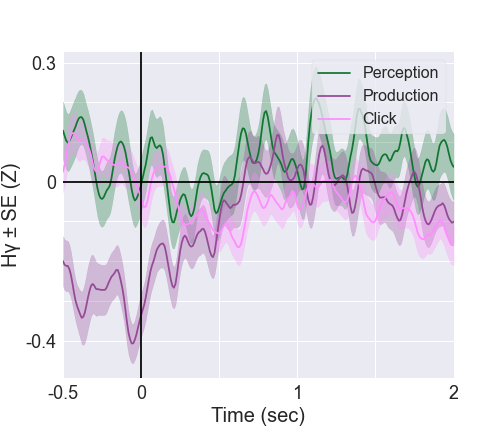 0.3
Perception
Production
Click
0
Hγ ± SE (Z)
-0.4
-0.5
0
1
2
Time (sec)